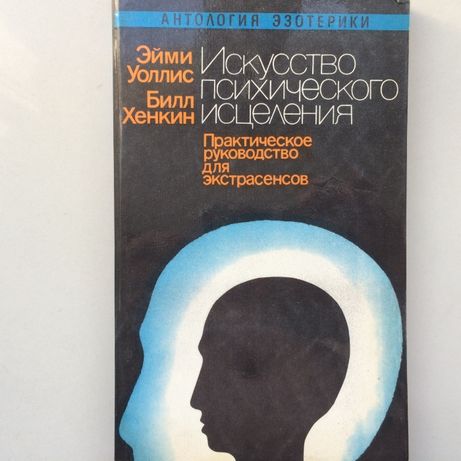 АНТОЛОГИЯ ЭЗОТЕРИКИ
Эйми
Уоллис
Билл
Хенкин
Искусство
психического
исцеления
Практическое
руководство
для
экстрасенсов